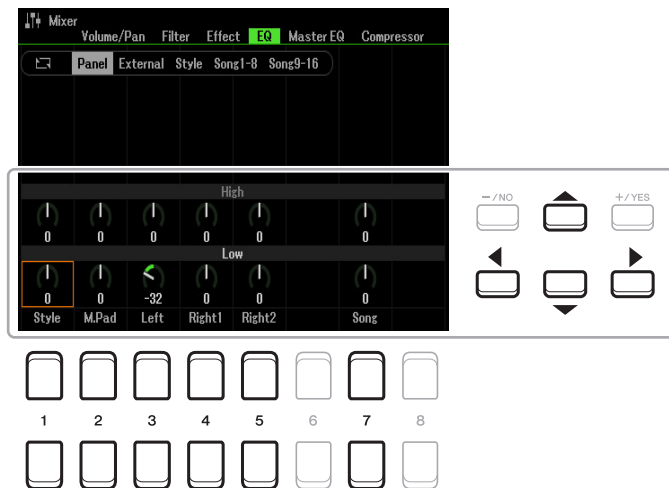 Mixer
Volume/Pan Filter Effect EQ Master EQ Compressor
Panel External Style Song1-8 Song9-16
High
0 0 0 0 0 0
Low
0 0 -32 0 0 0
Style M.Pad Left Right1 Right2 Song
-/NO +/YES
1 2 3 4 5 6 7 8